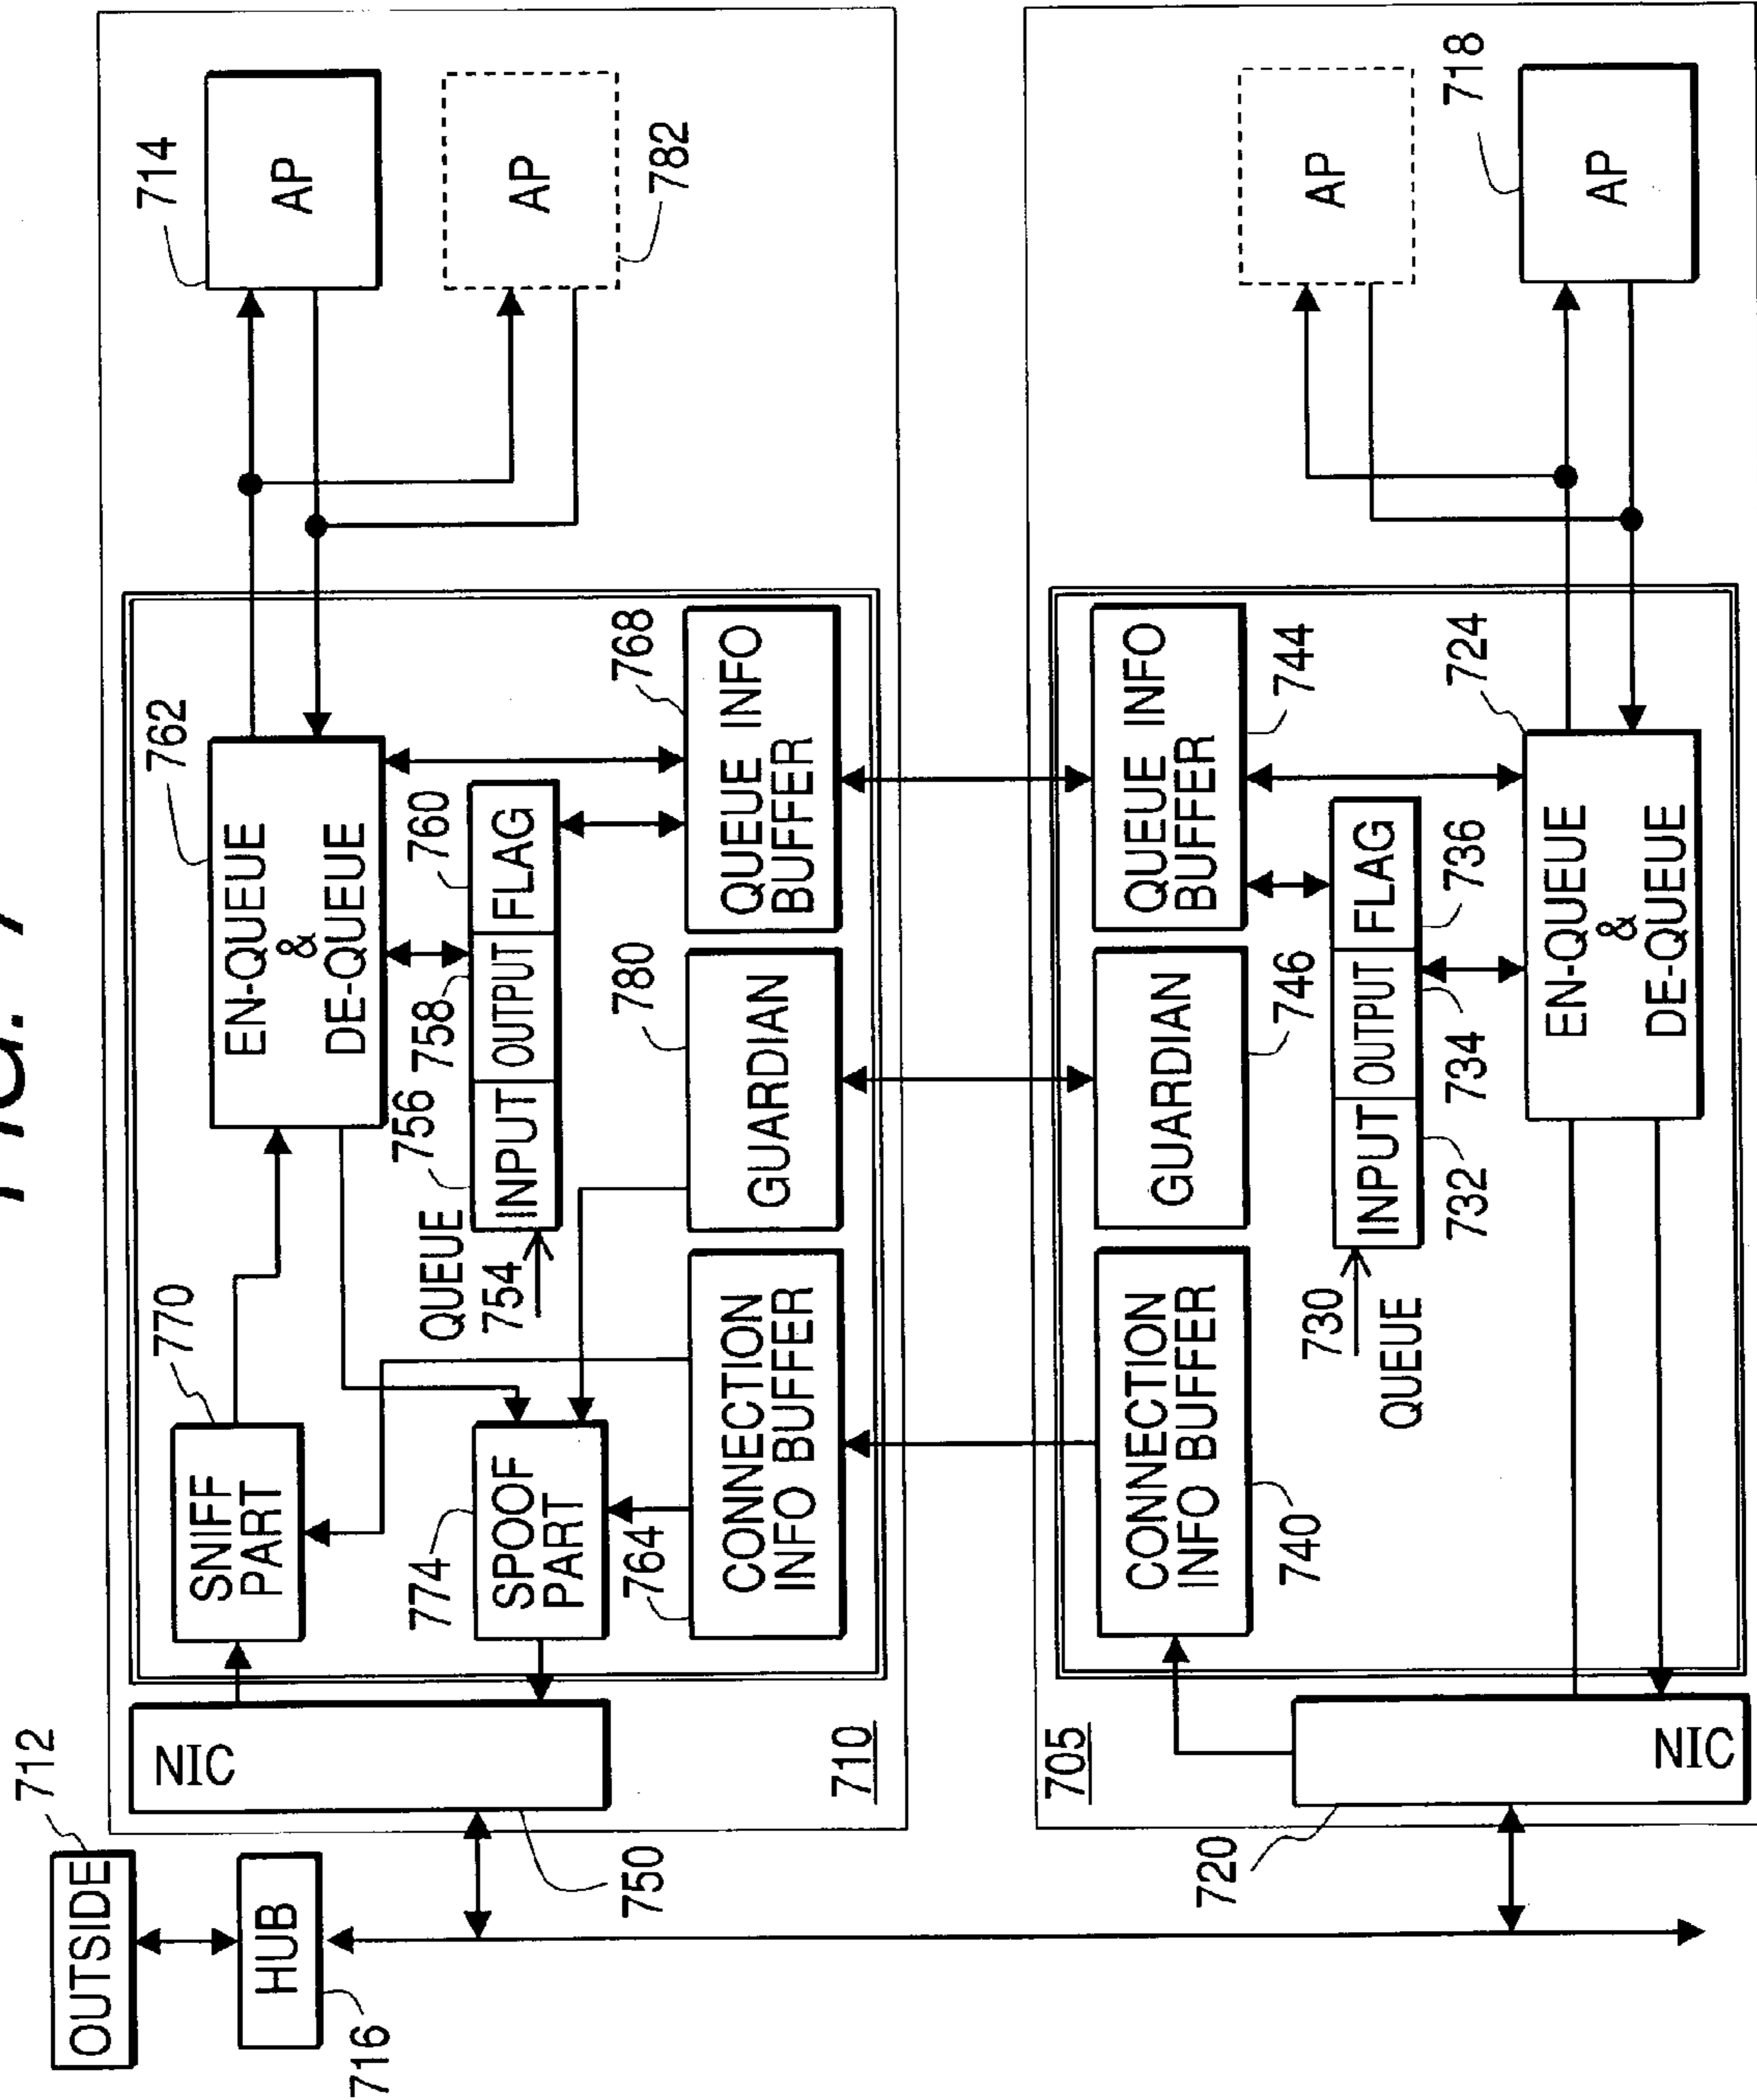 FIG. 7
OUTSIDE
712
HUB
716
NIC
750
710
SNIFF
PART
770
SPOOF
PART
774
CONNECTION
INFO BUFFER
764
EN-QUEUE
&
DE-QUEUE
762
QUEUE
754
INPUT
756
OUTPUT
758
FLAG
760
GUARDIAN
780
QUEUE INFO
BUFFER
768
AP
714
AP
782
NIC
720
705
CONNECTION
INFO BUFFER
740
GUARDIAN
746
QUEUE INFO
BUFFER
744
QUEUE
730
INPUT
732
OUTPUT
734
FLAG
736
EN-QUEUE
&
DE-QUEUE
724
AP
AP
718